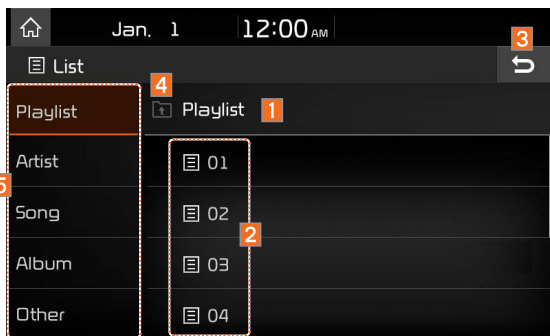 Jan. 1 12:00 AM
3
List
4
Playlist
Playlist 1
Artist
01
5
Song
02
2
Album
03
Other
04